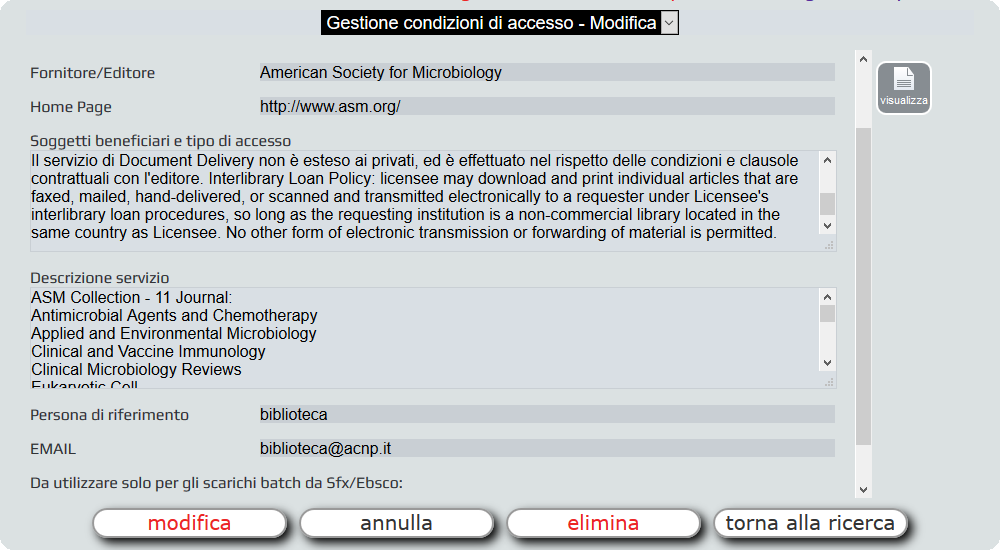 Gestione condizioni di accesso - Modifica
Fornitore/Editore American Society for Microbiology
visualizza
Home Page http://www.asm.org/
Soggetti beneficiari e tipo di accesso
Il servizio di Document Delivery non è esteso ai privati, ed è effettuato nel rispetto delle condizioni e clausole
contrattuali con l'editore. Interlibrary Loan Policy: licensee may download and print individual articles that are
faxed, mailed, hand-delivered, or scanned and transmitted electronically to a requester under Licensee's
interlibrary loan procedures, so long as the requesting institution is a non-commercial library located in the
same country as Licensee. No other form of electronic transmission or forwarding of material is permitted.
Descrizione servizio
ASM Collection - 11 Journal:
Antimicrobial Agents and Chemotherapy
Applied and Environmental Microbiology
Clinical and Vaccine Immunology
Clinical Microbiology Reviews
Eukaryotic Cell
Persona di riferimento biblioteca
EMAIL biblioteca@acnp.it
Da utilizzare solo per gli scarichi batch da Sfx/Ebsco:
modifica annulla elimina torna alla ricerca